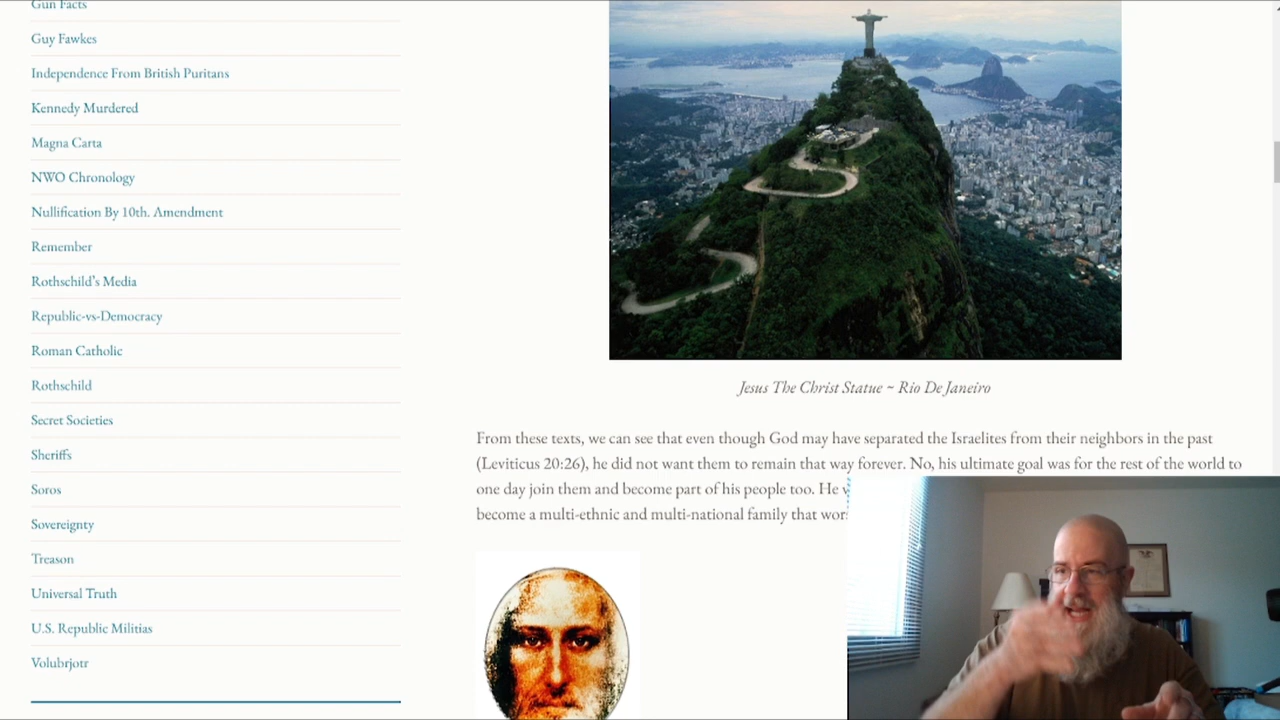 Gun Facts
Guy Fawkes
Independence From British Puritans
Kennedy Murdered
Magna Carta
NWO Chronology
Nullification By 10th. Amendment
Remember
Rothschild's Media
Republic-vs-Democracy
Roman Catholic
Rothschild
Secret Societies
Sheriffs
Soros
Sovereignty
Treason
Universal Truth
U.S. Republic Militias
Volubrjotr
Jesus The Christ Statue ~ Rio De Janeiro
From these texts, we can see that even though God may have separated the Israelites from their neighbors in the past
(Leviticus 20:26), he did not want them to remain that way forever. No, his ultimate goal was for the rest of the world to
one day join them and become part of his people too. He
become a multi-ethnic and multi-national family that